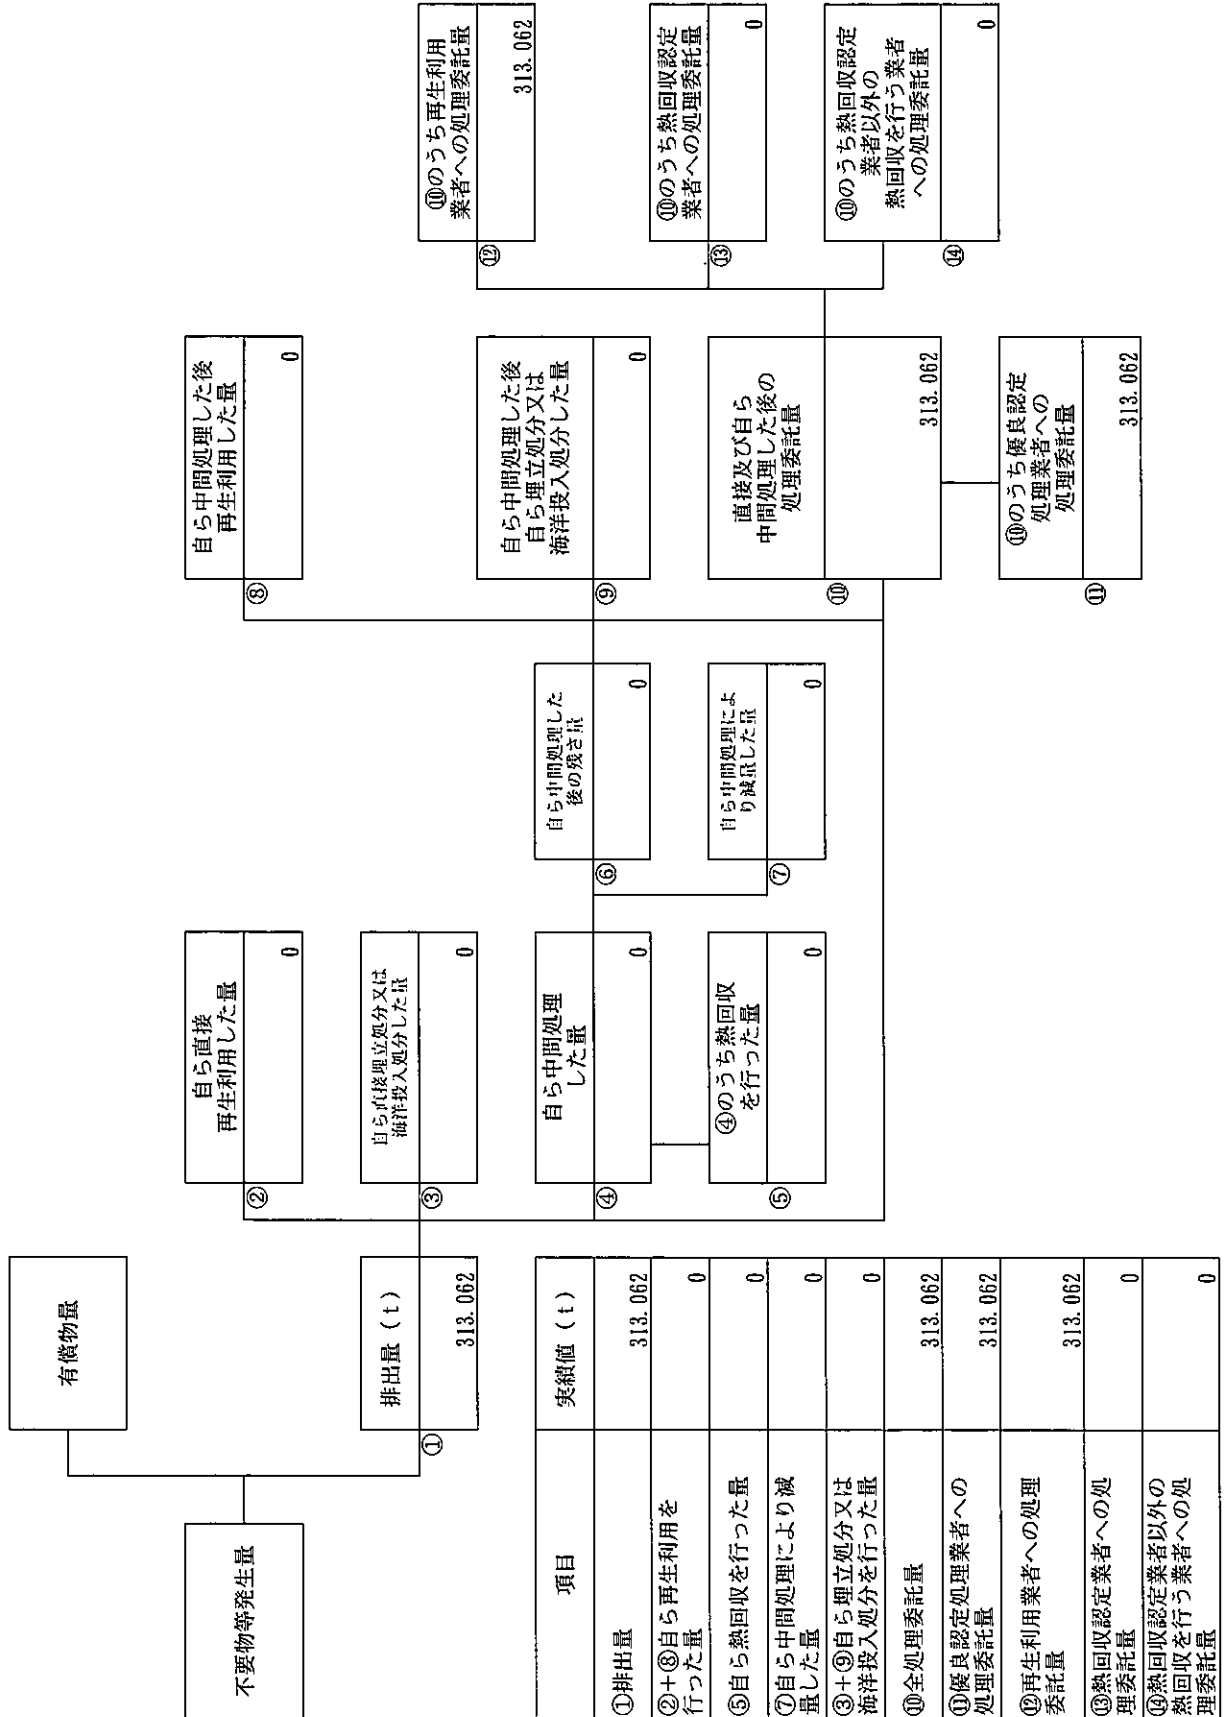 不要物等発生量
有償物量
①
排出量（t）
313.062
②
自ら直接
再生利用した量
0
③
自ら直接埋立処分又は
海洋投入処分した量
0
④
自ら中間処理
した量
0
⑤
④のうち熱回収
を行った量
0
⑥
自ら中間処理した
後の残さ量
0
⑦
自ら中間処理によ
り減量した量
0
⑧
自ら中間処理した後
再生利用した量
0
⑨
自ら中間処理した後
自ら埋立処分又は
海洋投入処分した量
0
⑩
直接及び自ら
中間処理した後の
処理委託量
313.062
⑪
⑩のうち優良認定
処理業者への
処理委託量
313.062
⑫
⑩のうち再生利用
業者への処理委託量
313.062
⑬
⑩のうち熱回収認定
業者への処理委託量
0
⑭
⑩のうち熱回収認定
業者以外の
熱回収を行う業者
への処理委託量
0
項目
実績値（t）
①排出量
313.062
②+⑧自ら再生利用を
行った量
0
⑤自ら熱回収を行った量
0
⑦自ら中間処理により減
量した量
0
③+⑨自ら埋立処分又は
海洋投入処分を行った量
0
⑩全処理委託量
313.062
⑪優良認定処理業者への
処理委託量
313.062
⑫再生利用業者への処理
委託量
313.062
⑬熱回収認定業者への処
理委託量
0
⑭熱回収認定業者以外の
熱回収を行う業者への処
理委託量
0